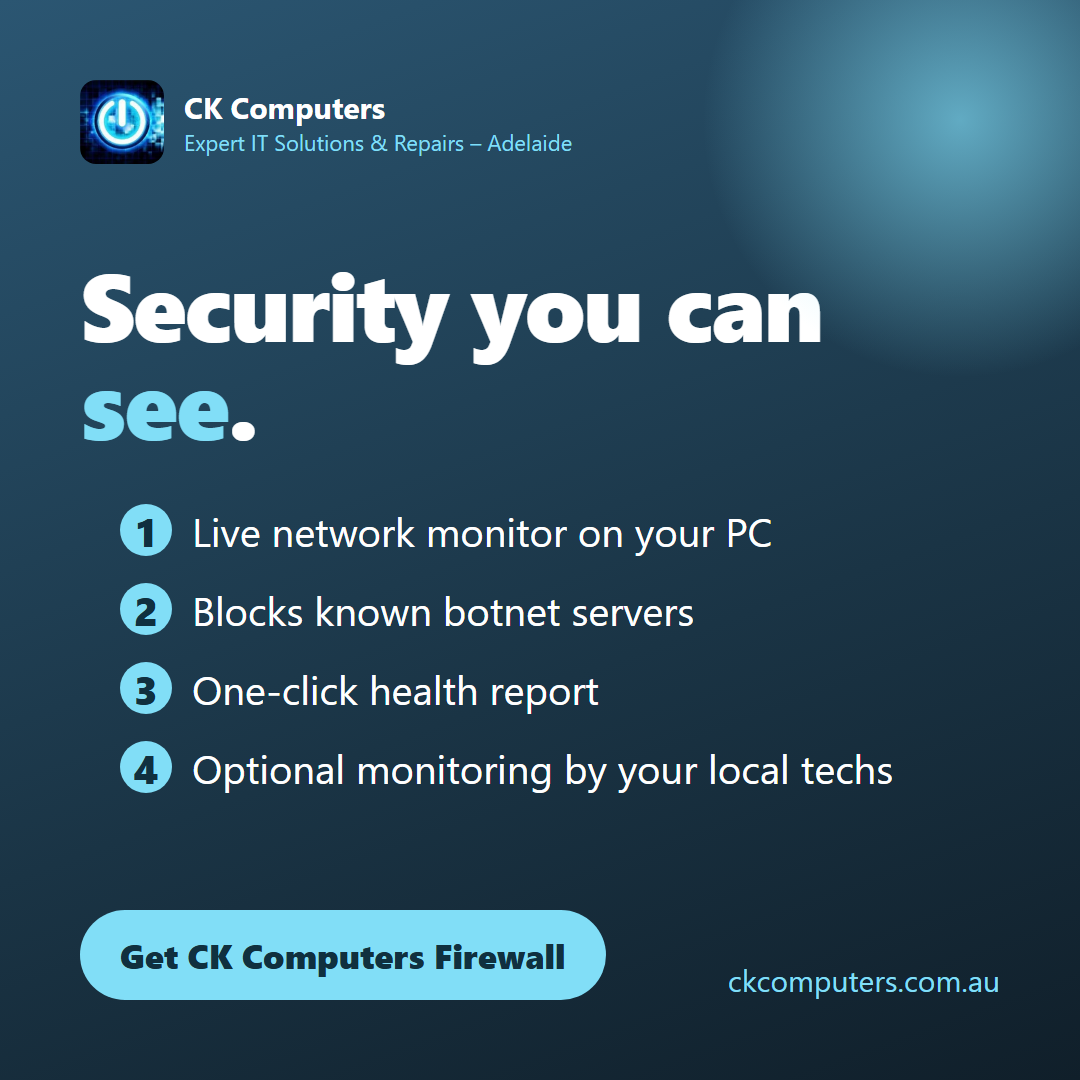 CK Computers
Expert IT Solutions & Repairs – Adelaide
Security you can
see.
1 Live network monitor on your PC
2 Blocks known botnet servers
3 One-click health report
4 Optional monitoring by your local techs
Get CK Computers Firewall
ckcomputers.com.au